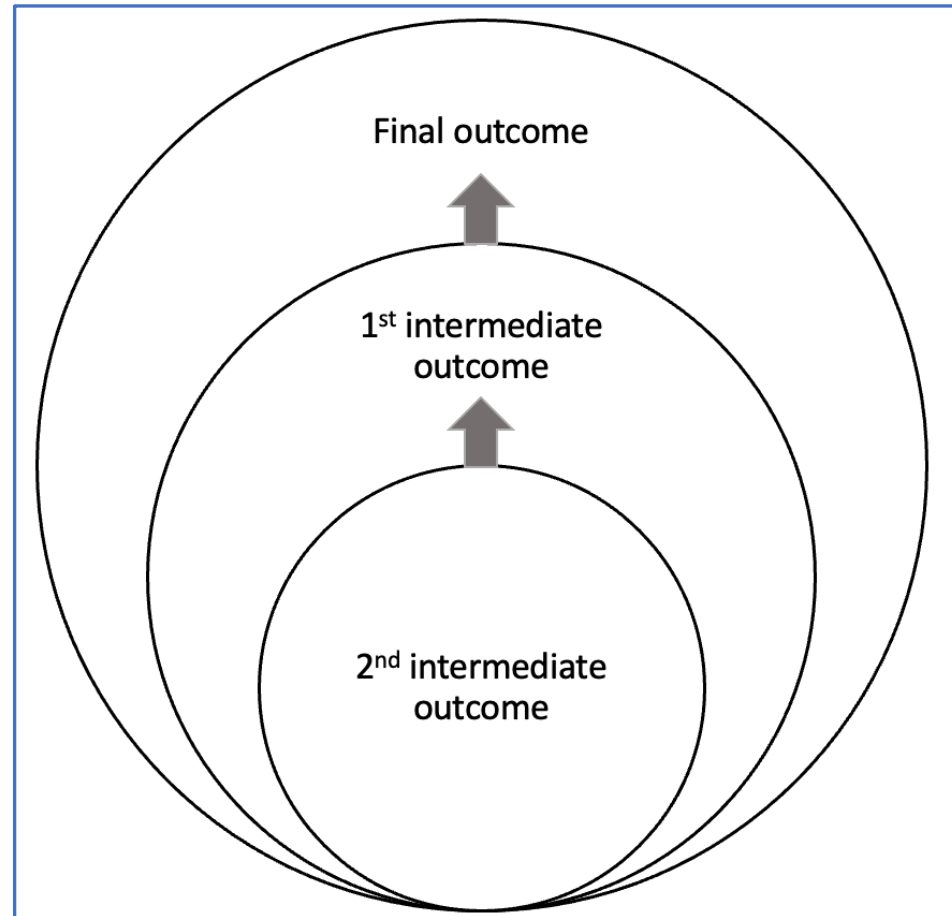 Final outcome
1st intermediate
outcome
2nd intermediate
outcome